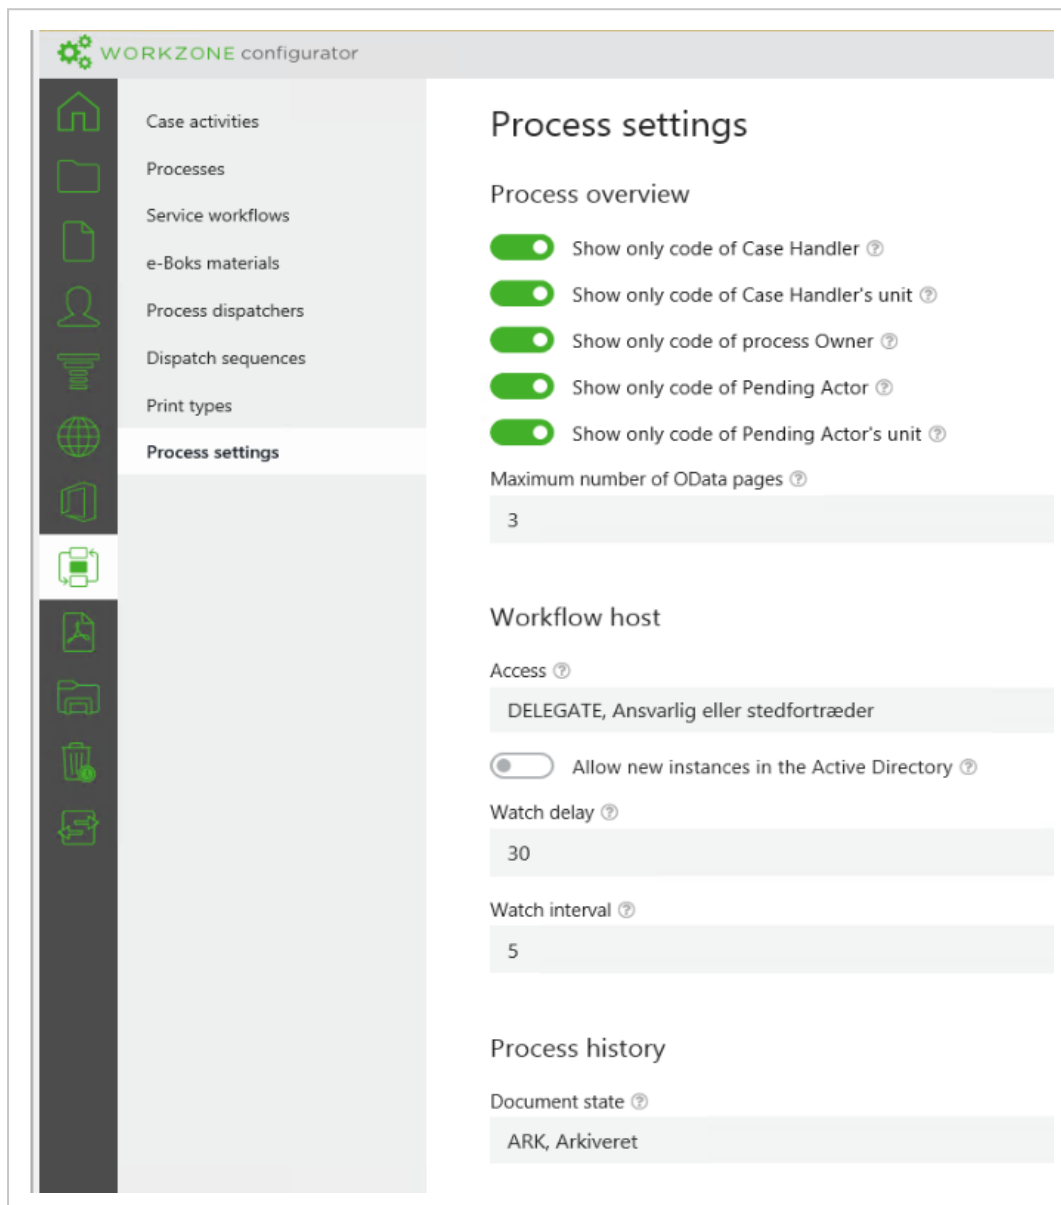 WORKZONE configurator
Case activities
Processes
Service workflows
e-Boks materials
Process dispatchers
Dispatch sequences
Print types
Process settings
Process settings
Process overview
Show only code of Case Handler ?
Show only code of Case Handler's unit ?
Show only code of process Owner ?
Show only code of Pending Actor ?
Show only code of Pending Actor's unit ?
Maximum number of OData pages ?
3
Workflow host
Access ?
DELEGATE, Ansvarlig eller stedfortræder
Allow new instances in the Active Directory ?
Watch delay ?
30
Watch interval ?
5
Process history
Document state ?
ARK, Arkiveret